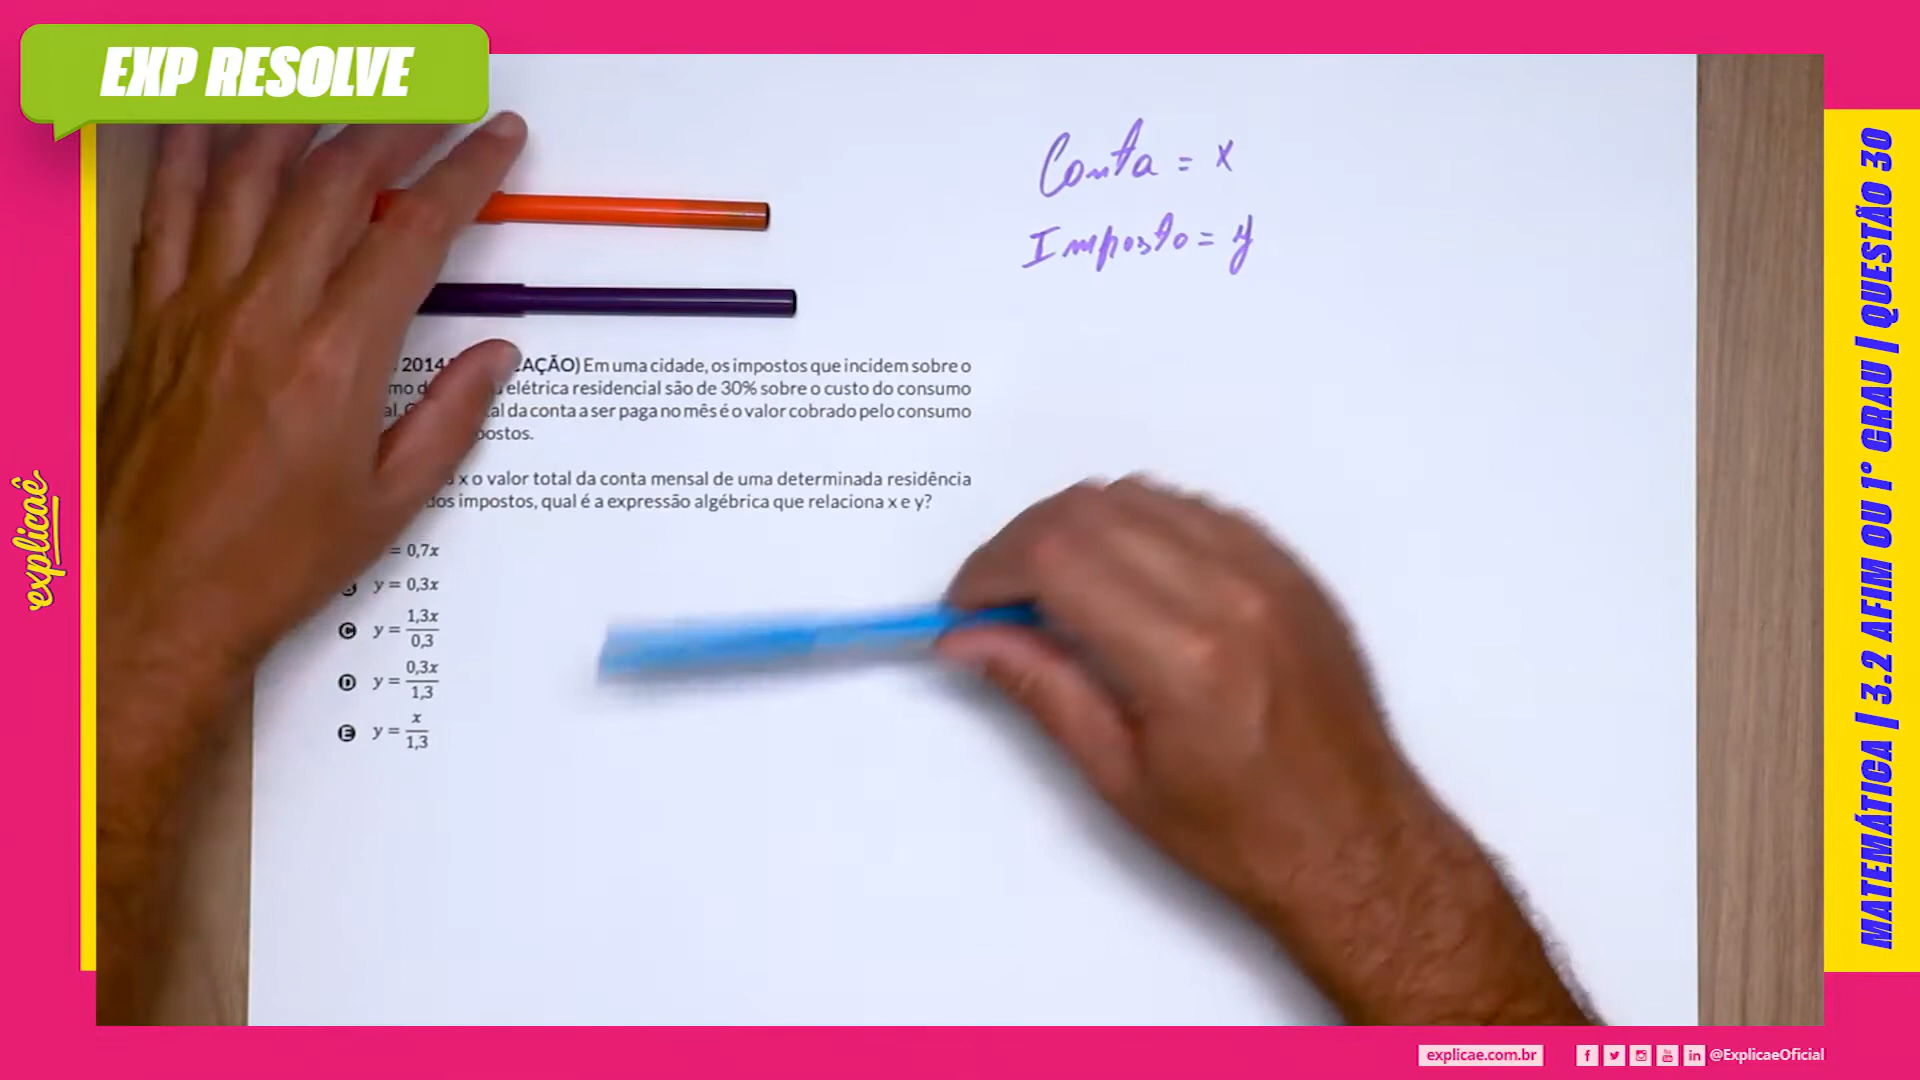 EXP RESOLVE
Conta = x
Imposto = y
2014 AÇÃO) Em uma cidade, os impostos que incidem sobre o
elétrica residencial são de 30% sobre o custo do consumo
da conta a ser paga no mês é o valor cobrado pelo consumo
x o valor total da conta mensal de uma determinada residência
dos impostos, qual é a expressão algébrica que relaciona x e y?
= 0,7x
y = 0,3x
C y = 1,3x/0,3
D y = 0,3x/1,3
E y = x/1,3
explicaê
MATEMÁTICA | 3.2 AFIM OU 1° GRAU | QUESTÃO 30
explicae.com.br
@ExplicaeOficial